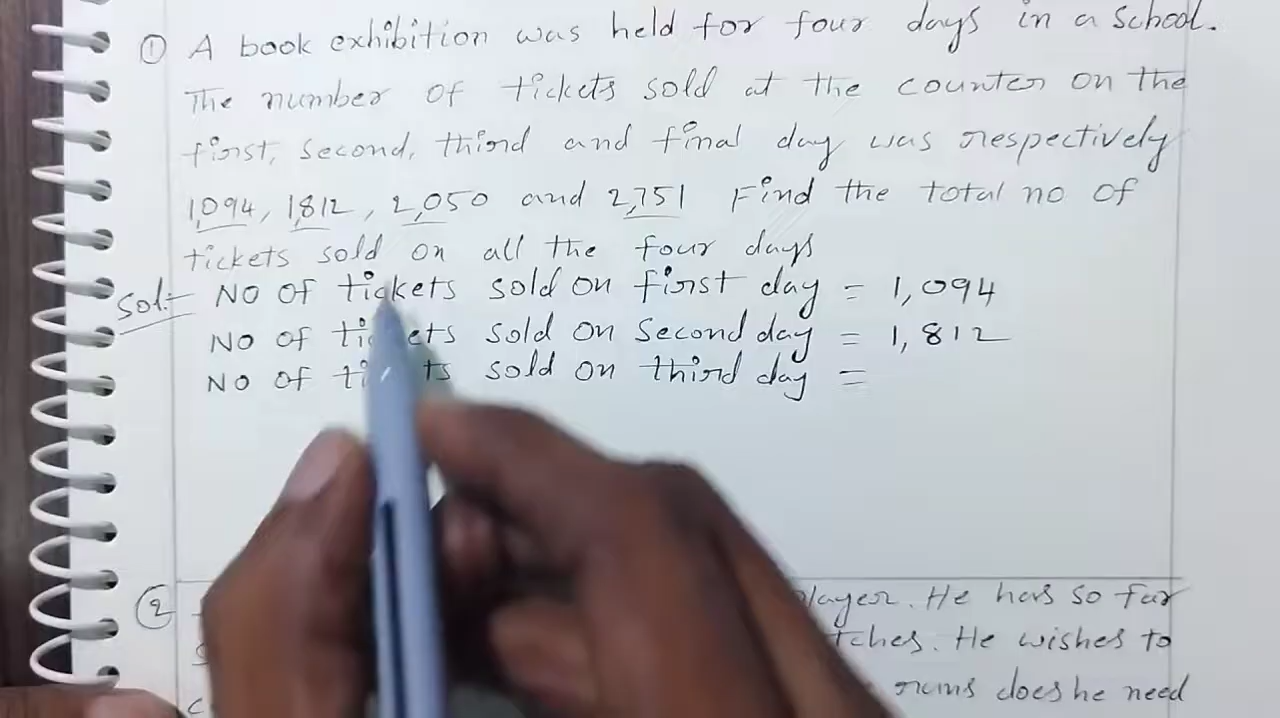 ① A book exhibition was held for four days in a school.
The number of tickets sold at the counter on the
first, second, third and final day was respectively
1,094, 1,812, 2,050 and 2,751 Find the total no of
tickets sold on all the four days
Sol:- NO OF tickets sold on first day = 1,094
NO OF sold on second day = 1,812
NO OF sold on third day =
② player. He has so far
He wishes to
runs does he need